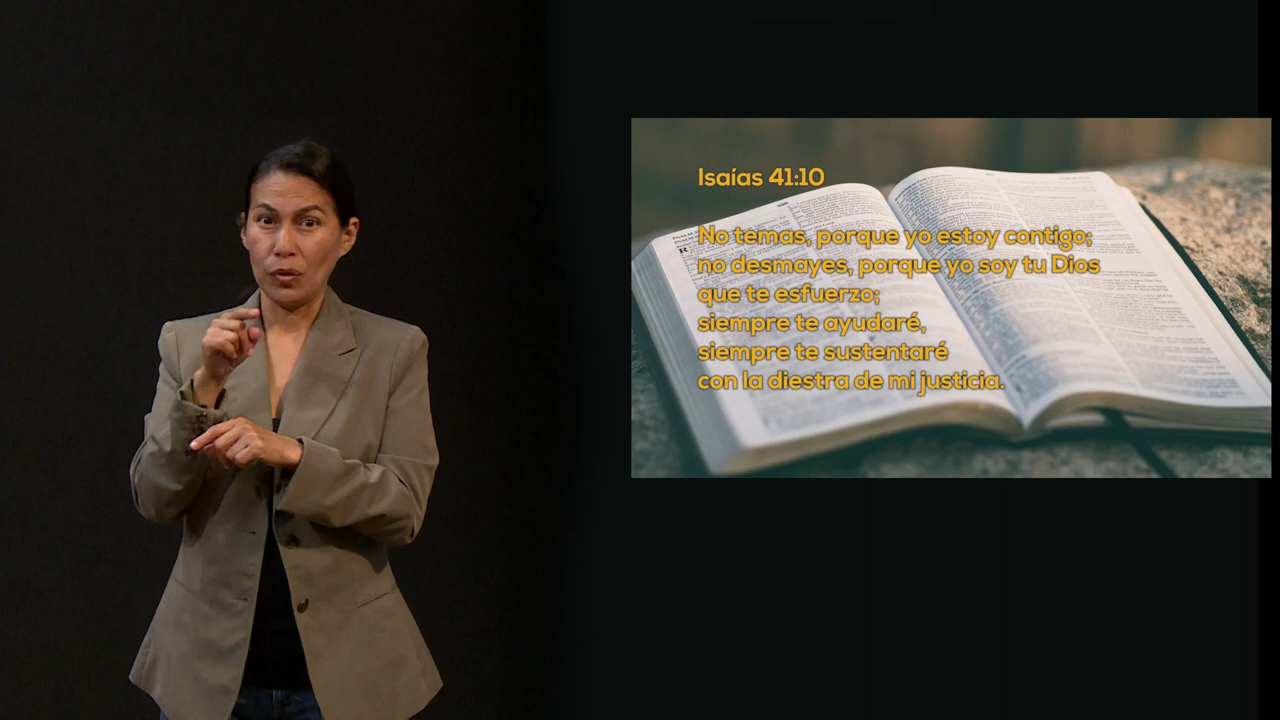 Isaías 41:10
No temas, porque yo estoy contigo;
no desmayes, porque yo soy tu Dios
que te esfuerzo;
siempre te ayudaré,
siempre te sustentaré
con la diestra de mi justicia.